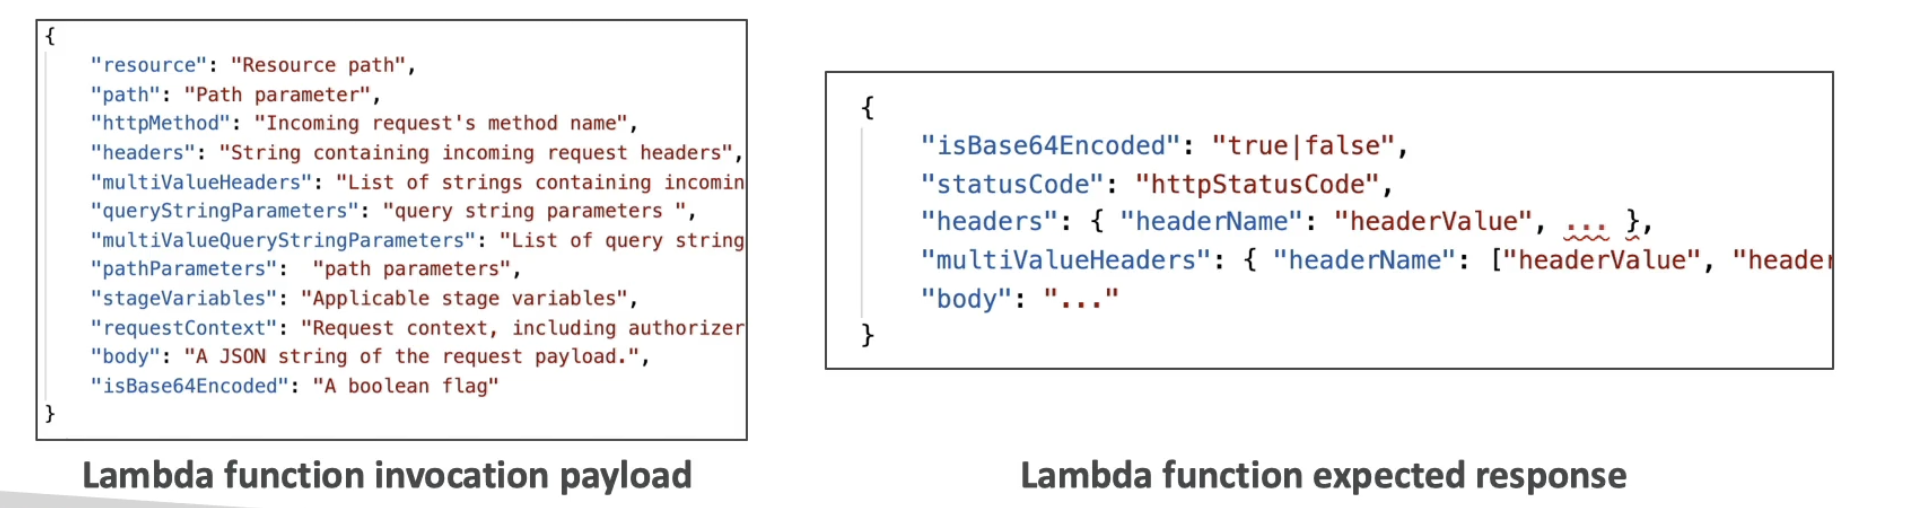 {
"resource": "Resource path",
"path": "Path parameter",
"httpMethod": "Incoming request's method name",
"headers": "String containing incoming request headers",
"multiValueHeaders": "List of strings containing incomin
"queryStringParameters": "query string parameters ",
"multiValueQueryStringParameters": "List of query string
"pathParameters":  "path parameters",
"stageVariables": "Applicable stage variables",
"requestContext": "Request context, including authorizer
"body": "A JSON string of the request payload.",
"isBase64Encoded": "A boolean flag"
}
Lambda function invocation payload
{
"isBase64Encoded": "true|false",
"statusCode": "httpStatusCode",
"headers": { "headerName": "headerValue", ... },
"multiValueHeaders": { "headerName": ["headerValue", "header
"body": "..."
}
Lambda function expected response